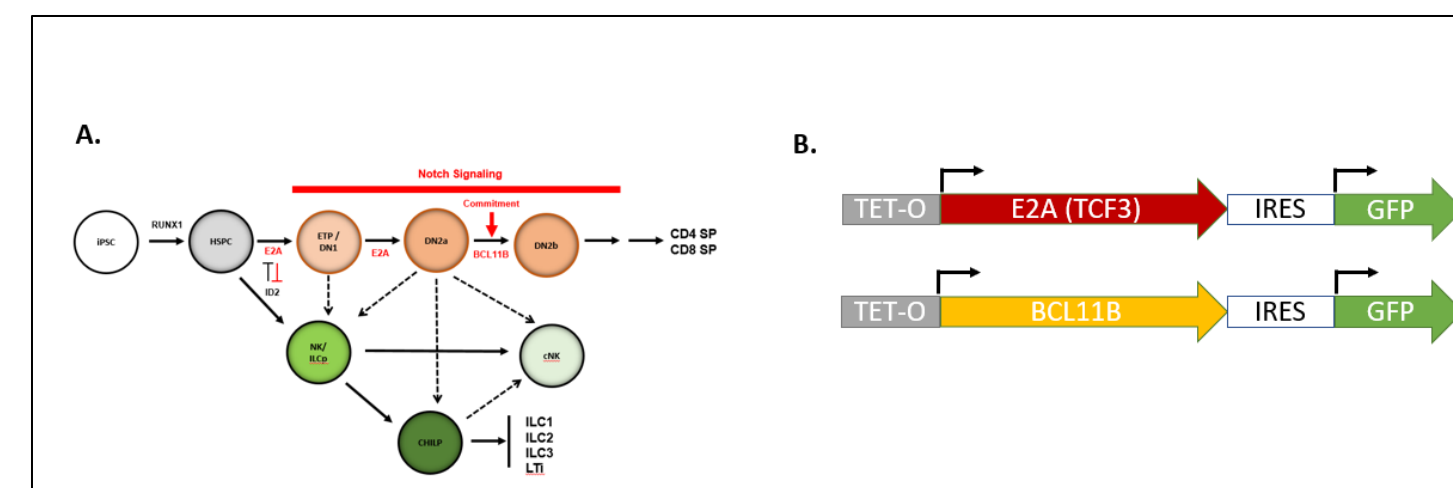 A.
Notch Signaling
Commitment
iPSC
RUNX1
HSPC
E2A
ETP /
DN1
E2A
DN2a
BCL11B
DN2b
CD4 SP
CD8 SP
ID2
NK/
ILCp
cNK
CHILP
ILC1
ILC2
ILC3
LTi
B.
TET-O E2A (TCF3) IRES GFP
TET-O BCL11B IRES GFP